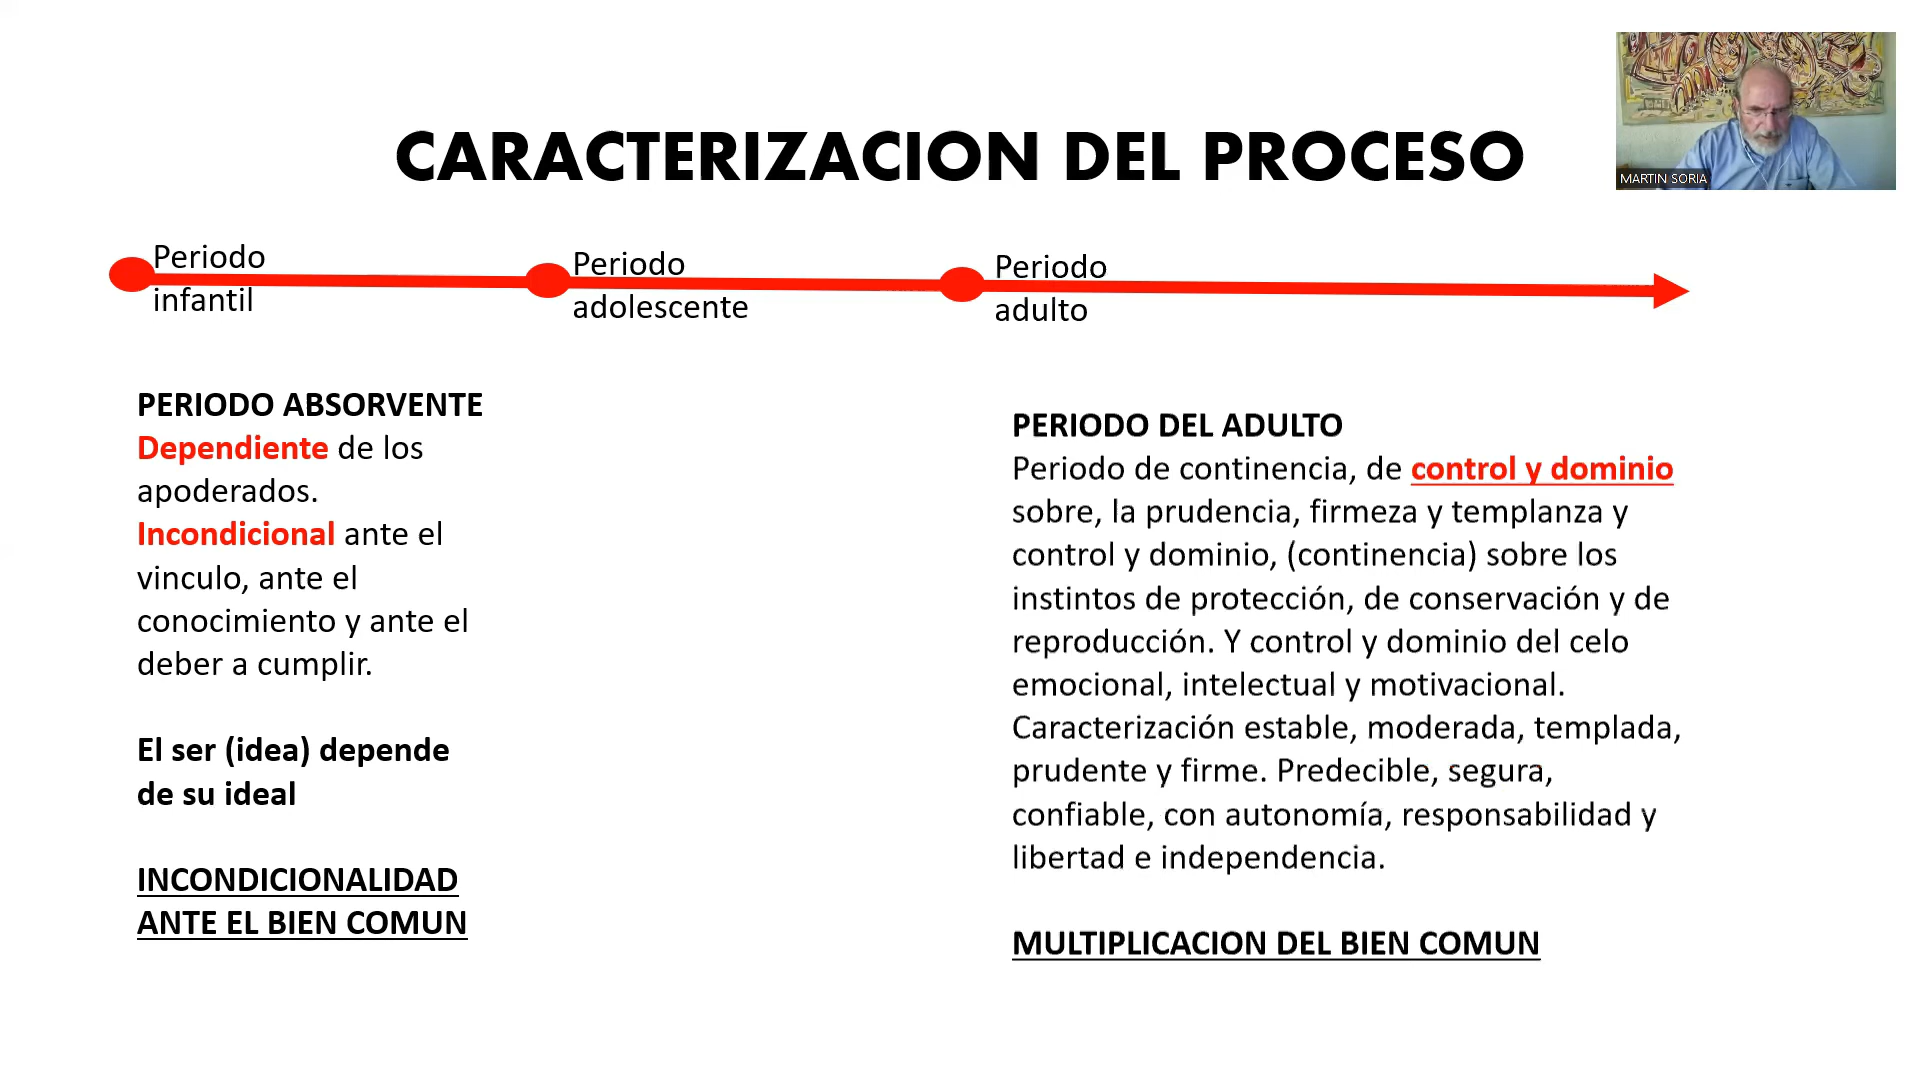 CARACTERIZACION DEL PROCESO
MARTIN SORIA
Periodo
infantil
Periodo
adolescente
Periodo
adulto
PERIODO ABSORVENTE
Dependiente de los
apoderados.
Incondicional ante el
vinculo, ante el
conocimiento y ante el
deber a cumplir.
El ser (idea) depende
de su ideal
INCONDICIONALIDAD
ANTE EL BIEN COMUN
PERIODO DEL ADULTO
Periodo de continencia, de control y dominio
sobre, la prudencia, firmeza y templanza y
control y dominio, (continencia) sobre los
instintos de protección, de conservación y de
reproducción. Y control y dominio del celo
emocional, intelectual y motivacional.
Caracterización estable, moderada, templada,
prudente y firme. Predecible, segura,
confiable, con autonomía, responsabilidad y
libertad e independencia.
MULTIPLICACION DEL BIEN COMUN